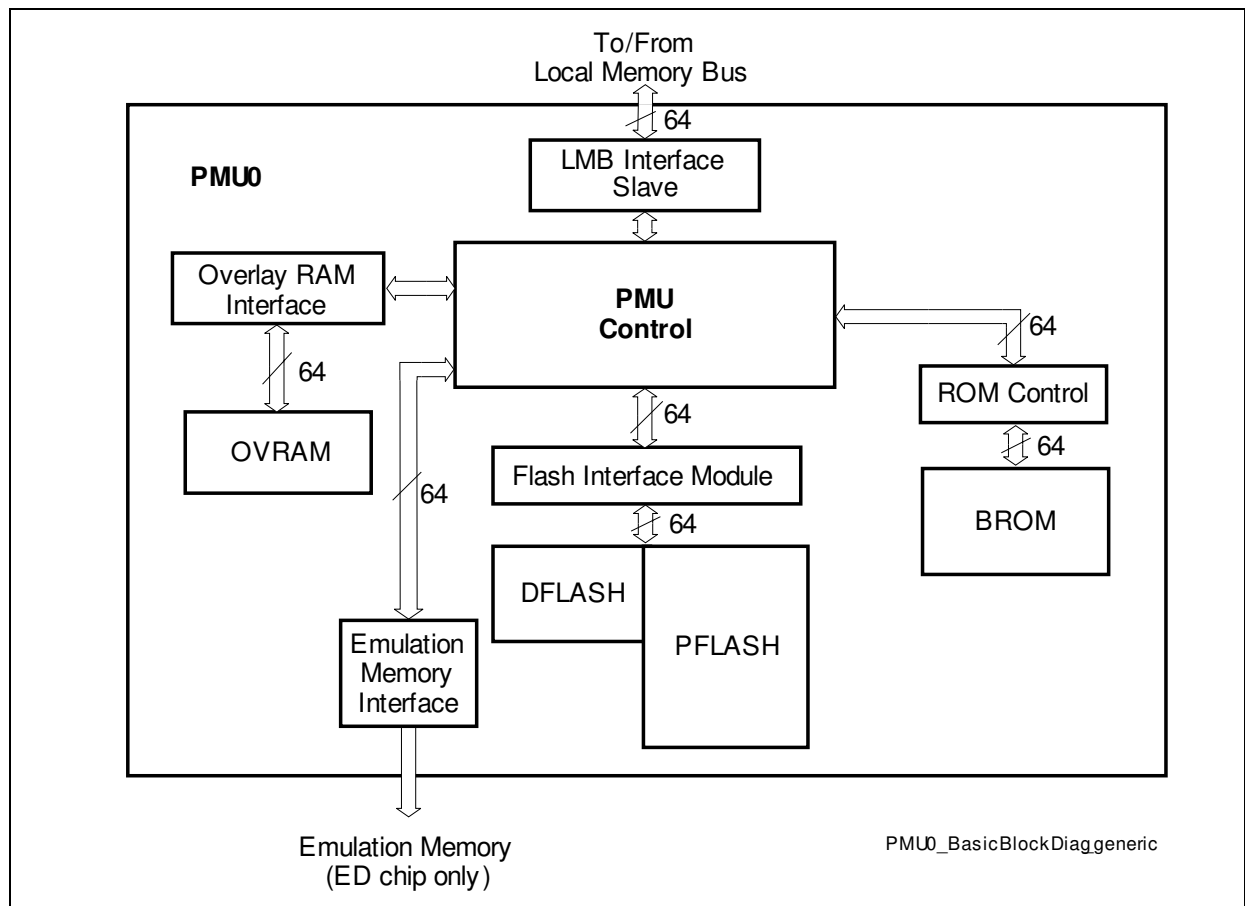 To/From
Local Memory Bus
64
PMU0
LMB Interface
Slave
Overlay RAM
Interface
PMU
Control
64
64
ROM Control
64
OVRAM
64
Flash Interface Module
64
64
BROM
DFLASH
PFLASH
Emulation
Memory
Interface
Emulation Memory
(ED chip only)
PMU0_BasicBlockDiag_generic